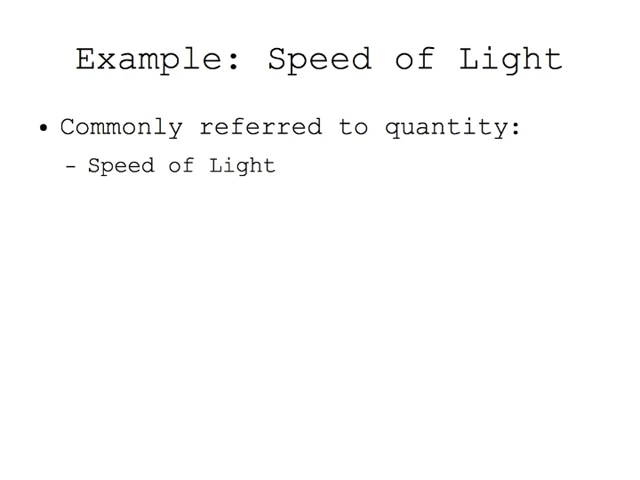 Example: Speed of Light
• Commonly referred to quantity:
– Speed of Light